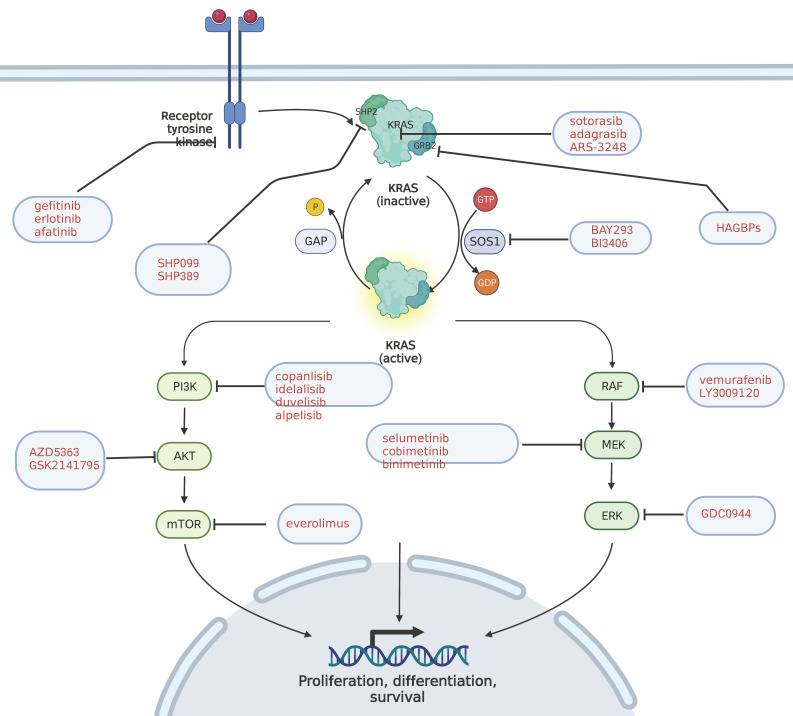 Receptor
tyrosine
kinase
SHP2
KRAS
GRB2
sotorasib
adagrasib
ARS-3248
KRAS
(inactive)
gefitinib
erlotinib
afatinib
P
GTP
GAP
SOS1
BAY293
BI3406
HAGBPs
SHP099
SHP389
GDP
KRAS
(active)
PI3K
copanlisib
idelalisib
duvelisib
alpelisib
RAF
vemurafenib
LY3009120
AZD5363
GSK2141795
AKT
selumetinib
cobimetinib
binimetinib
MEK
mTOR
everolimus
ERK
GDC0944
Proliferation, differentiation,
survival